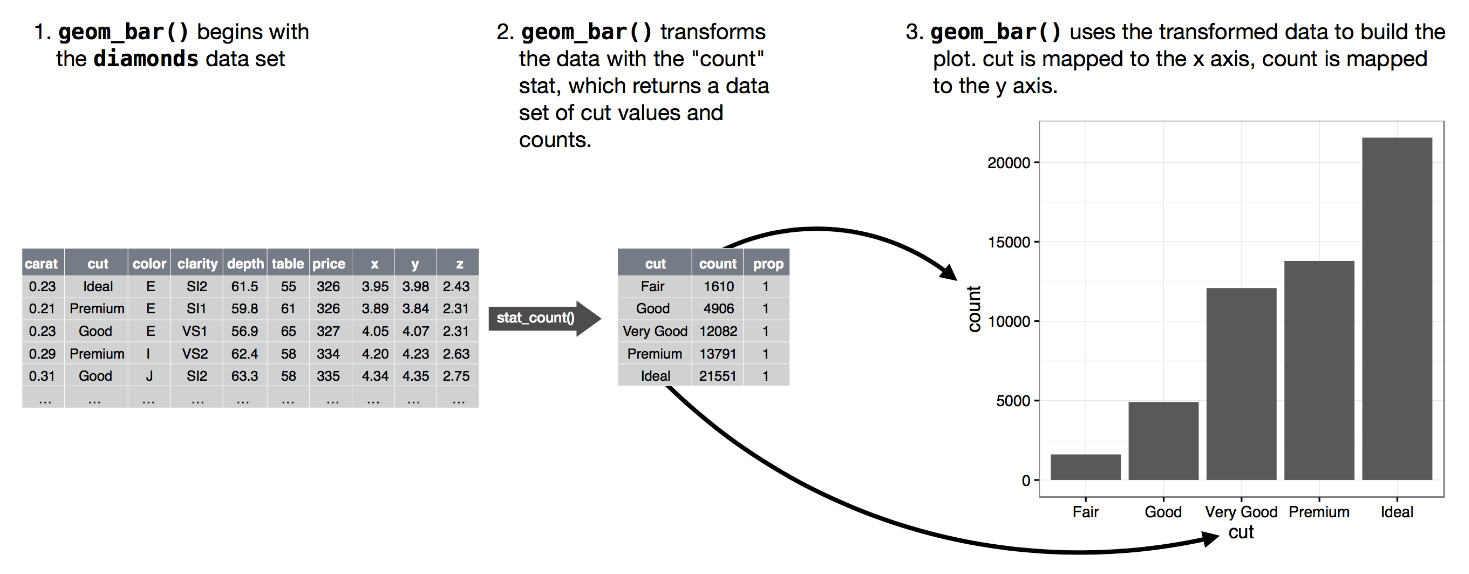 1. geom_bar() begins with
the diamonds data set
2. geom_bar() transforms
the data with the "count"
stat, which returns a data
set of cut values and
counts.
3. geom_bar() uses the transformed data to build the
plot. cut is mapped to the x axis, count is mapped
to the y axis.
carat cut color clarity depth table price x y z
0.23 Ideal E SI2 61.5 55 326 3.95 3.98 2.43
0.21 Premium E SI1 59.8 61 326 3.89 3.84 2.31
0.23 Good E VS1 56.9 65 327 4.05 4.07 2.31
0.29 Premium I VS2 62.4 58 334 4.20 4.23 2.63
0.31 Good J SI2 63.3 58 335 4.34 4.35 2.75
... ... ... ... ... ... ... ... ... ...
stat_count()
cut count prop
Fair 1610 1
Good 4906 1
Very Good 12082 1
Premium 13791 1
Ideal 21551 1
count
20000
15000
10000
5000
0
Fair Good Very Good Premium Ideal
cut